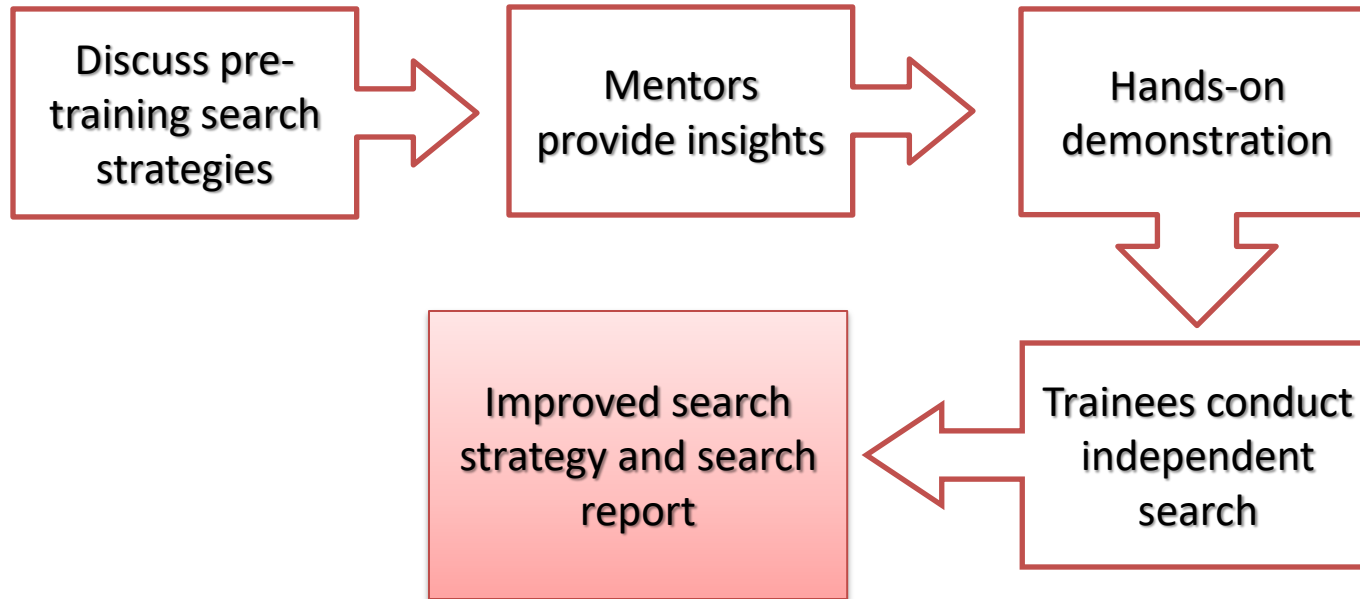 Discuss pre-
training search
strategies
Mentors
provide insights
Hands-on
demonstration
Trainees conduct
independent
search
Improved search
strategy and search
report